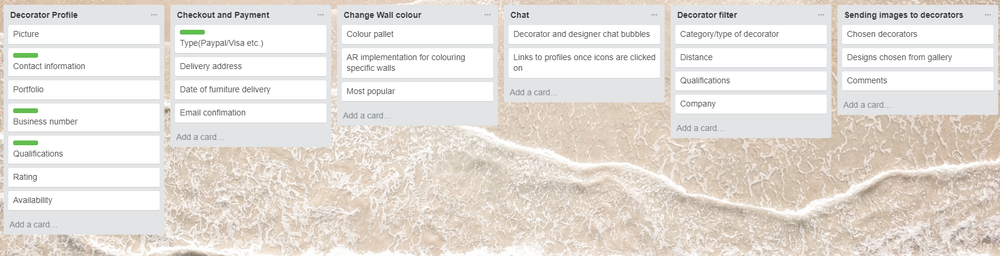 Decorator Profile
Picture
Contact information
Portfolio
Business number
Qualifications
Rating
Availability
Add a card…
Checkout and Payment
Type(Paypal/Visa etc.)
Delivery address
Date of furniture delivery
Email confimation
Add a card…
Change Wall colour
Colour pallet
AR implementation for colouring
specific walls
Most popular
Add a card…
Chat
Decorator and designer chat bubbles
Links to profiles once icons are clicked
on
Add a card…
Decorator filter
Category/type of decorator
Distance
Qualifications
Company
Add a card…
Sending images to decorators
Chosen decorators
Designs chosen from gallery
Comments
Add a card…